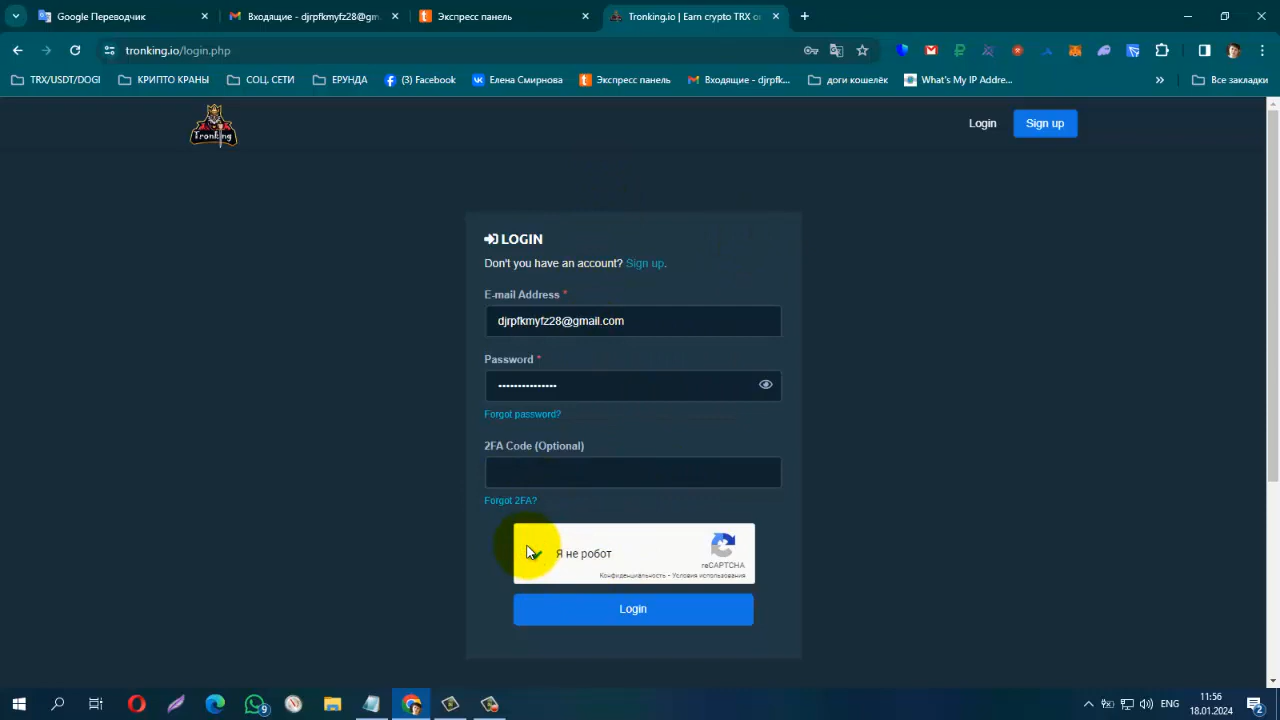 Google Переводчик
Входящие - djrpfkmyfz28@gm
Экспресс панель
Tronking.io | Earn crypto TRX or
tronking.io/login.php
TRX/USDT/DOGI
КРИПТО КРАНЫ
СОЦ. СЕТИ
ЕРУНДА
(3) Facebook
Елена Смирнова
Экспресс панель
Входящие - djrpfk...
доги кошелёк
What's My IP Addre...
Все закладки
Tronking
Login
Sign up
LOGIN
Don't you have an account? Sign up.
E-mail Address *
djrpfkmyfz28@gmail.com
Password *
Forgot password?
2FA Code (Optional)
Forgot 2FA?
Я не робот
reCAPTCHA
Конфиденциальность - Условия использования
Login
9
ENG
11:56
18.01.2024
2